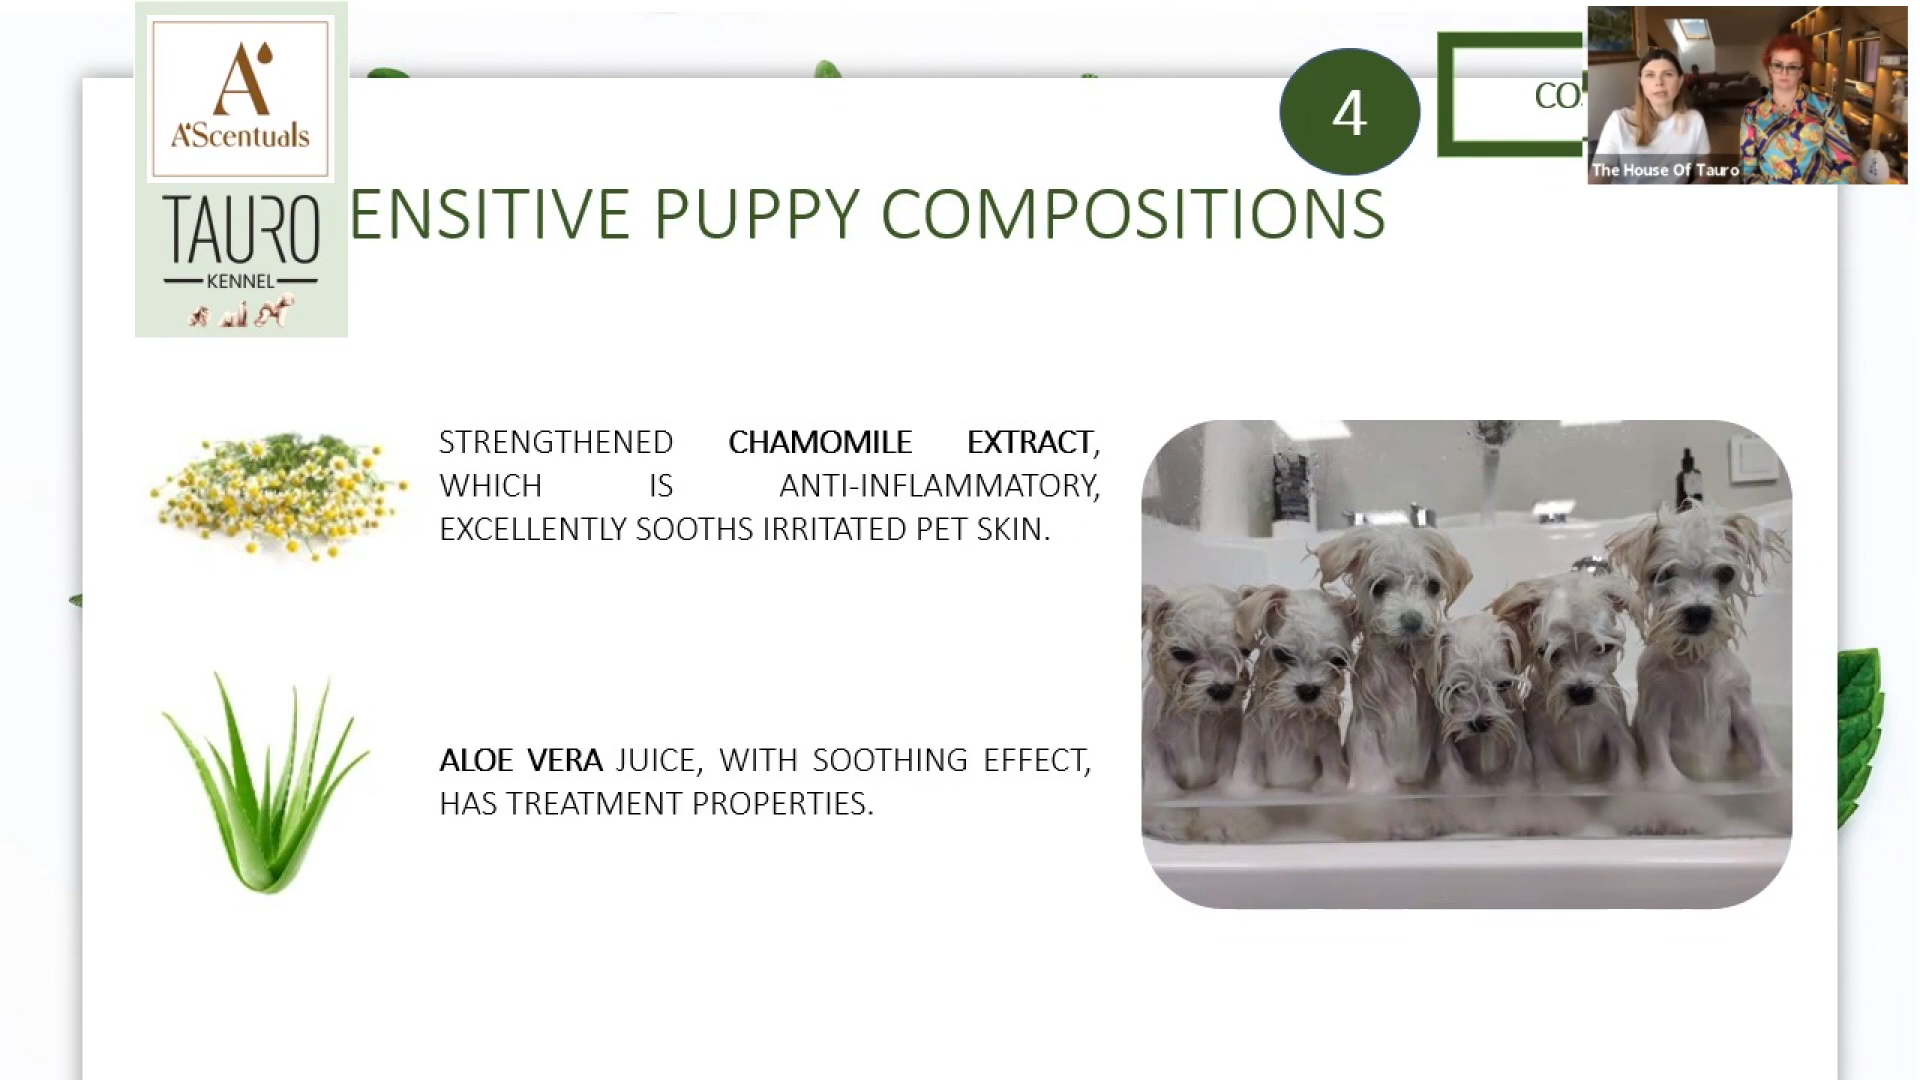 A'Scentuals
TAURO
KENNEL
4
CO
The House Of Tauro
ENSITIVE PUPPY COMPOSITIONS
STRENGTHENED CHAMOMILE EXTRACT,
WHICH IS ANTI-INFLAMMATORY,
EXCELLENTLY SOOTHS IRRITATED PET SKIN.
ALOE VERA JUICE, WITH SOOTHING EFFECT,
HAS TREATMENT PROPERTIES.